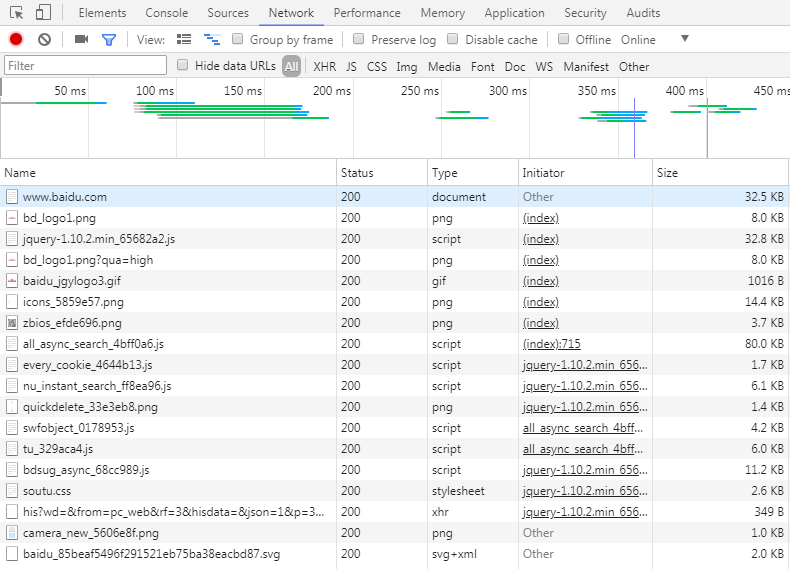 Elements Console Sources Network Performance Memory Application Security Audits
View: Group by frame Preserve log Disable cache Offline Online
Filter Hide data URLs All XHR JS CSS Img Media Font Doc WS Manifest Other
50 ms 100 ms 150 ms 200 ms 250 ms 300 ms 350 ms 400 ms 450 ms
Name Status Type Initiator Size
www.baidu.com 200 document Other 32.5 KB
bd_logo1.png 200 png (index) 8.0 KB
jquery-1.10.2.min_65682a2.js 200 script (index) 32.8 KB
bd_logo1.png?qua=high 200 png (index) 8.0 KB
baidu_jgylogo3.gif 200 gif (index) 1016 B
icons_5859e57.png 200 png (index) 14.4 KB
zbios_efde696.png 200 png (index) 3.7 KB
all_async_search_4bff0a6.js 200 script (index):715 80.0 KB
every_cookie_4644b13.js 200 script jquery-1.10.2.min_656... 1.7 KB
nu_instant_search_ff8ea96.js 200 script jquery-1.10.2.min_656... 6.1 KB
quickdelete_33e3eb8.png 200 png jquery-1.10.2.min_656... 1.4 KB
swfobject_0178953.js 200 script all_async_search_4bff... 4.2 KB
tu_329aca4.js 200 script all_async_search_4bff... 6.0 KB
bdsug_async_68cc989.js 200 script jquery-1.10.2.min_656... 11.2 KB
soutu.css 200 stylesheet jquery-1.10.2.min_656... 2.6 KB
his?wd=&from=pc_web&rf=3&hisdata=&json=1&p=3... 200 xhr jquery-1.10.2.min_656... 349 B
camera_new_5606e8f.png 200 png Other 1.0 KB
baidu_85beaf5496f291521eb75ba38eacbd87.svg 200 svg+xml Other 2.0 KB